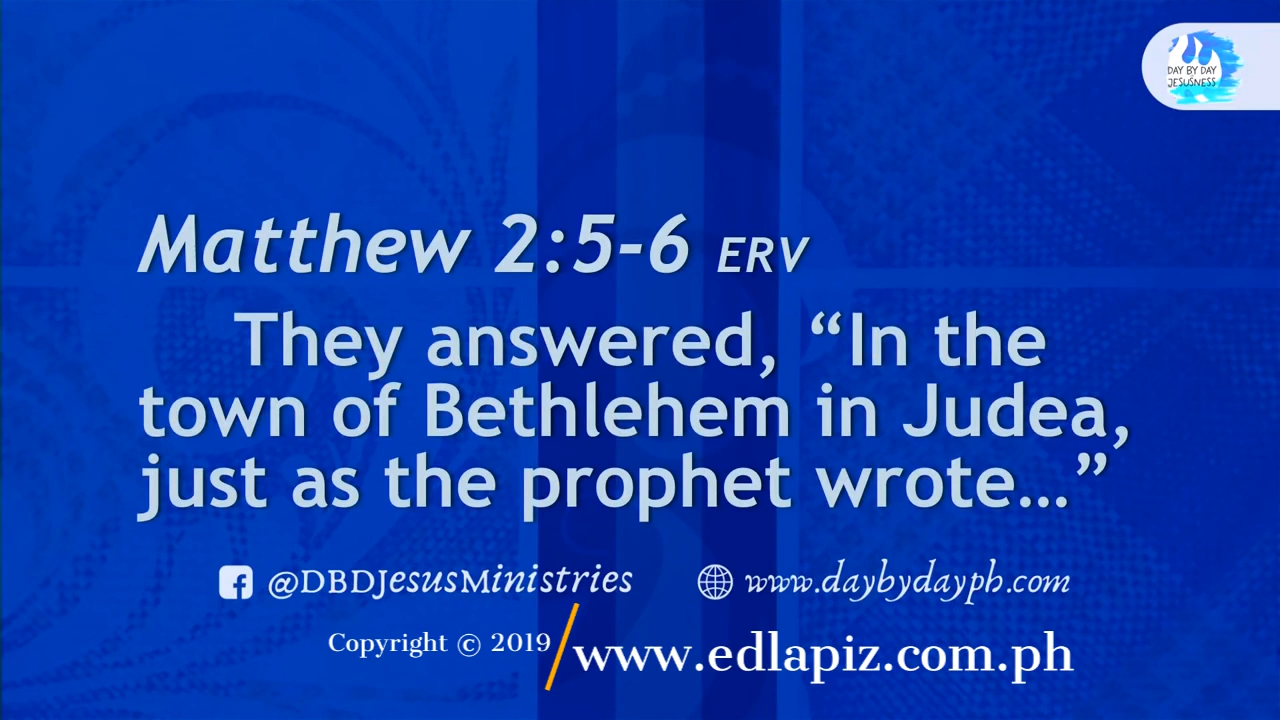 DAY BY DAY
JESUSNESS
Matthew 2:5-6 ERV
They answered, “In the
town of Bethlehem in Judea,
just as the prophet wrote…”
@DBDJesusMinistries www.daybydayph.com
Copyright © 2019 www.edlapiz.com.ph